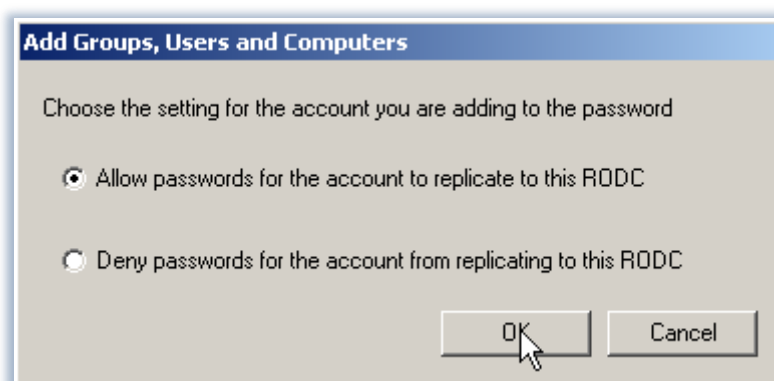 Add Groups, Users and Computers
Choose the setting for the account you are adding to the password
Allow passwords for the account to replicate to this RODC
Deny passwords for the account from replicating to this RODC
OK
Cancel